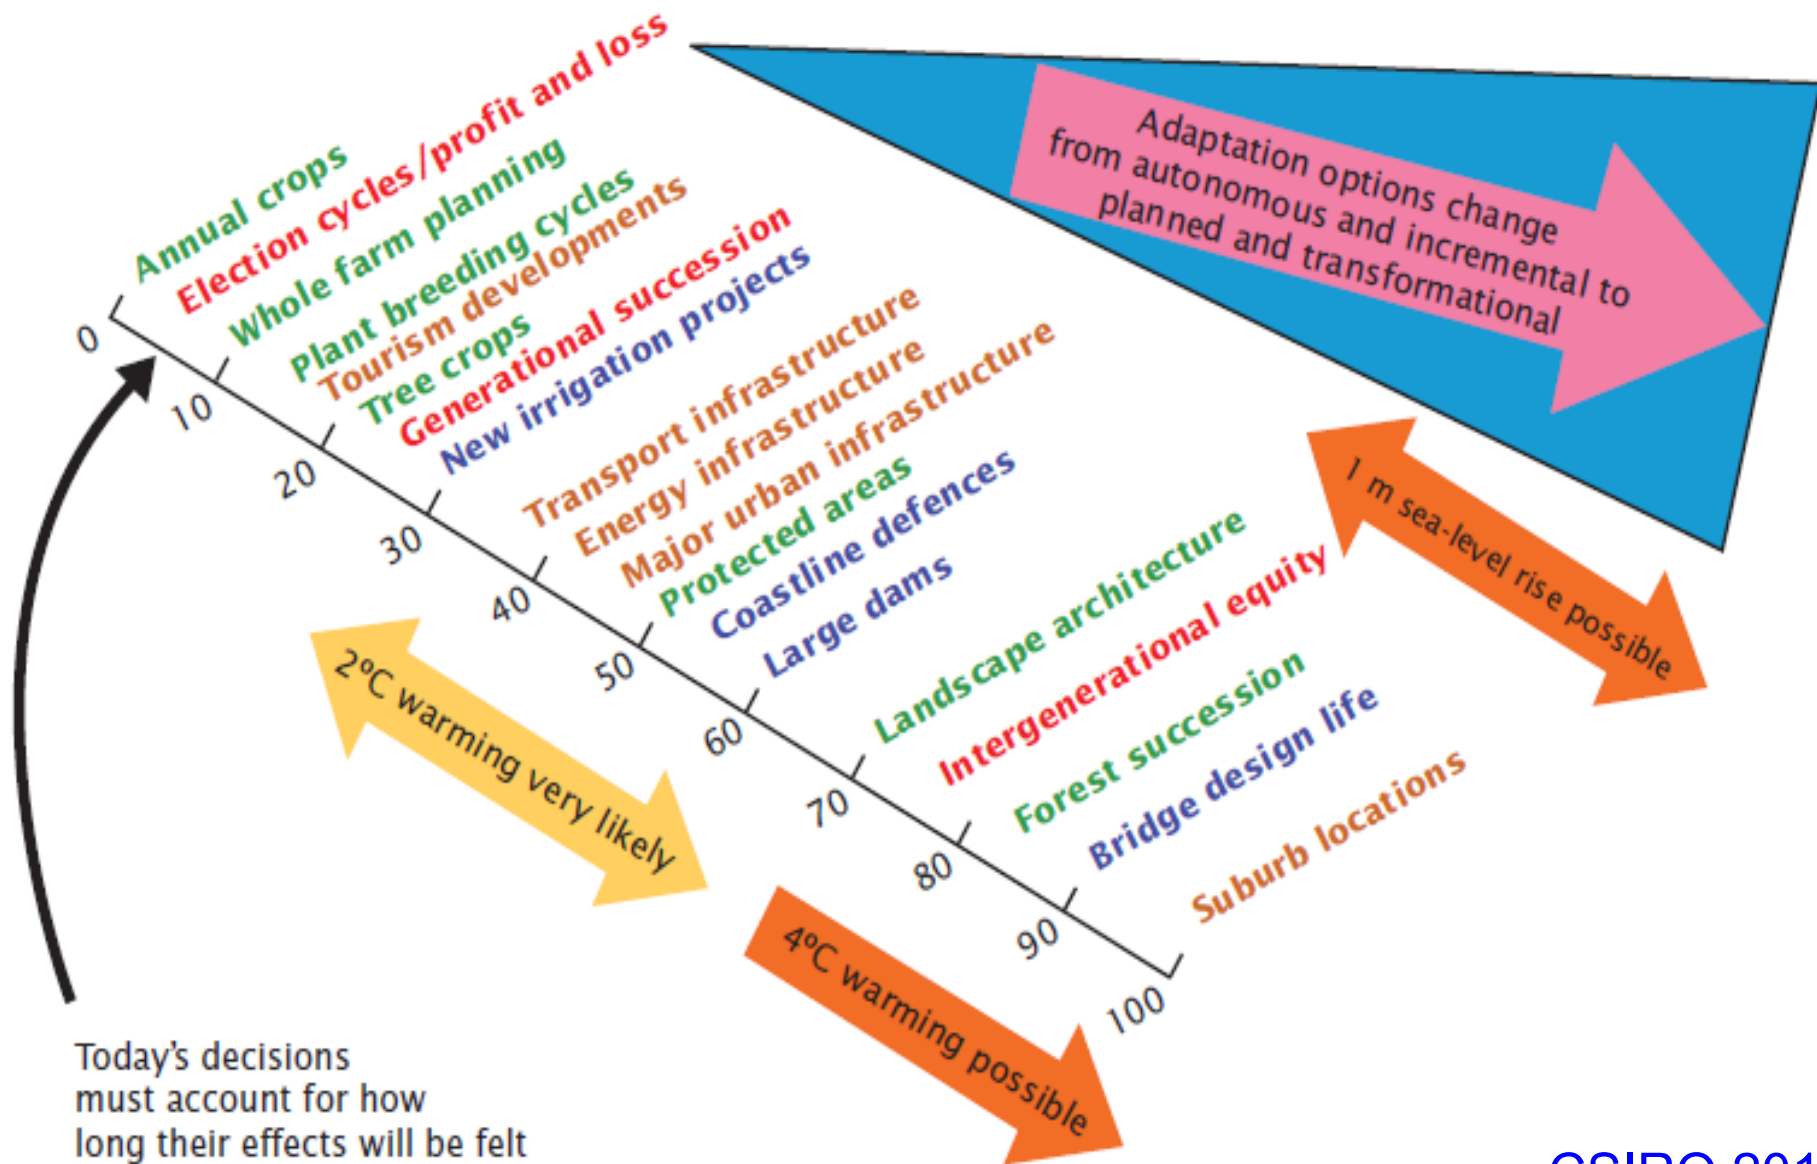 Annual crops
Election cycles/profit and loss
Whole farm planning
Plant breeding cycles
Tourism developments
Tree crops
Generational succession
New irrigation projects
Transport infrastructure
Energy infrastructure
Major urban infrastructure
Protected areas
Coastline defences
Large dams
Landscape architecture
Intergenerational equity
Forest succession
Bridge design life
Suburb locations
0
10
20
30
40
50
60
70
80
90
100
Adaptation options change
from autonomous and incremental to
planned and transformational
1 m sea-level rise possible
2ºC warming very likely
4ºC warming possible
Today's decisions
must account for how
long their effects will be felt
CSIRO